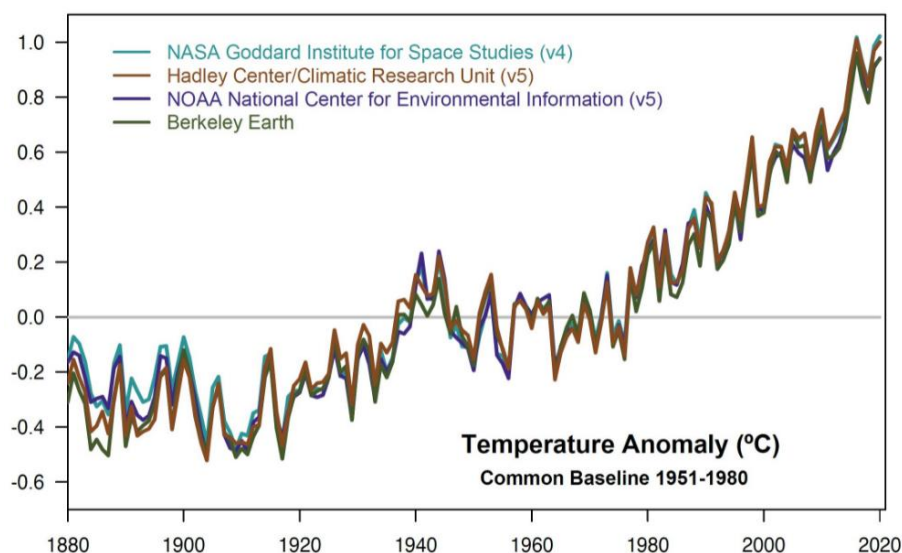 1.0
0.8
0.6
0.4
0.2
0.0
-0.2
-0.4
-0.6
NASA Goddard Institute for Space Studies (v4)
Hadley Center/Climatic Research Unit (v5)
NOAA National Center for Environmental Information (v5)
Berkeley Earth
Temperature Anomaly (ºC)
Common Baseline 1951-1980
1880 1900 1920 1940 1960 1980 2000 2020